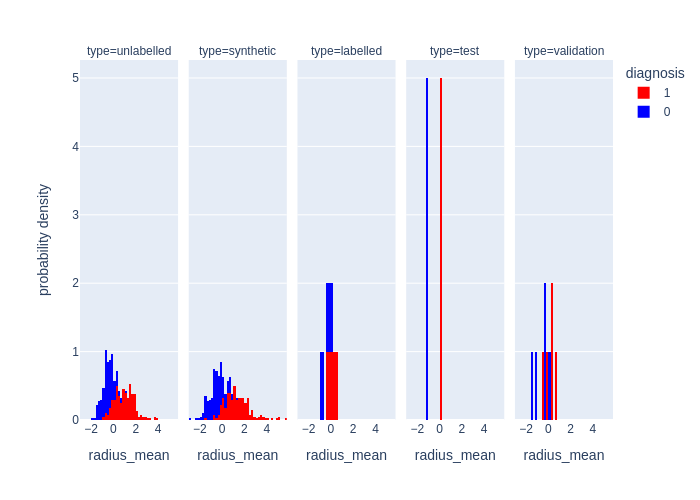 type=unlabelled type=synthetic type=labelled type=test type=validation
diagnosis
1
0
probability density
5
4
3
2
1
0
−2 0 2 4 −2 0 2 4 −2 0 2 4 −2 0 2 4 −2 0 2 4
radius_mean radius_mean radius_mean radius_mean radius_mean